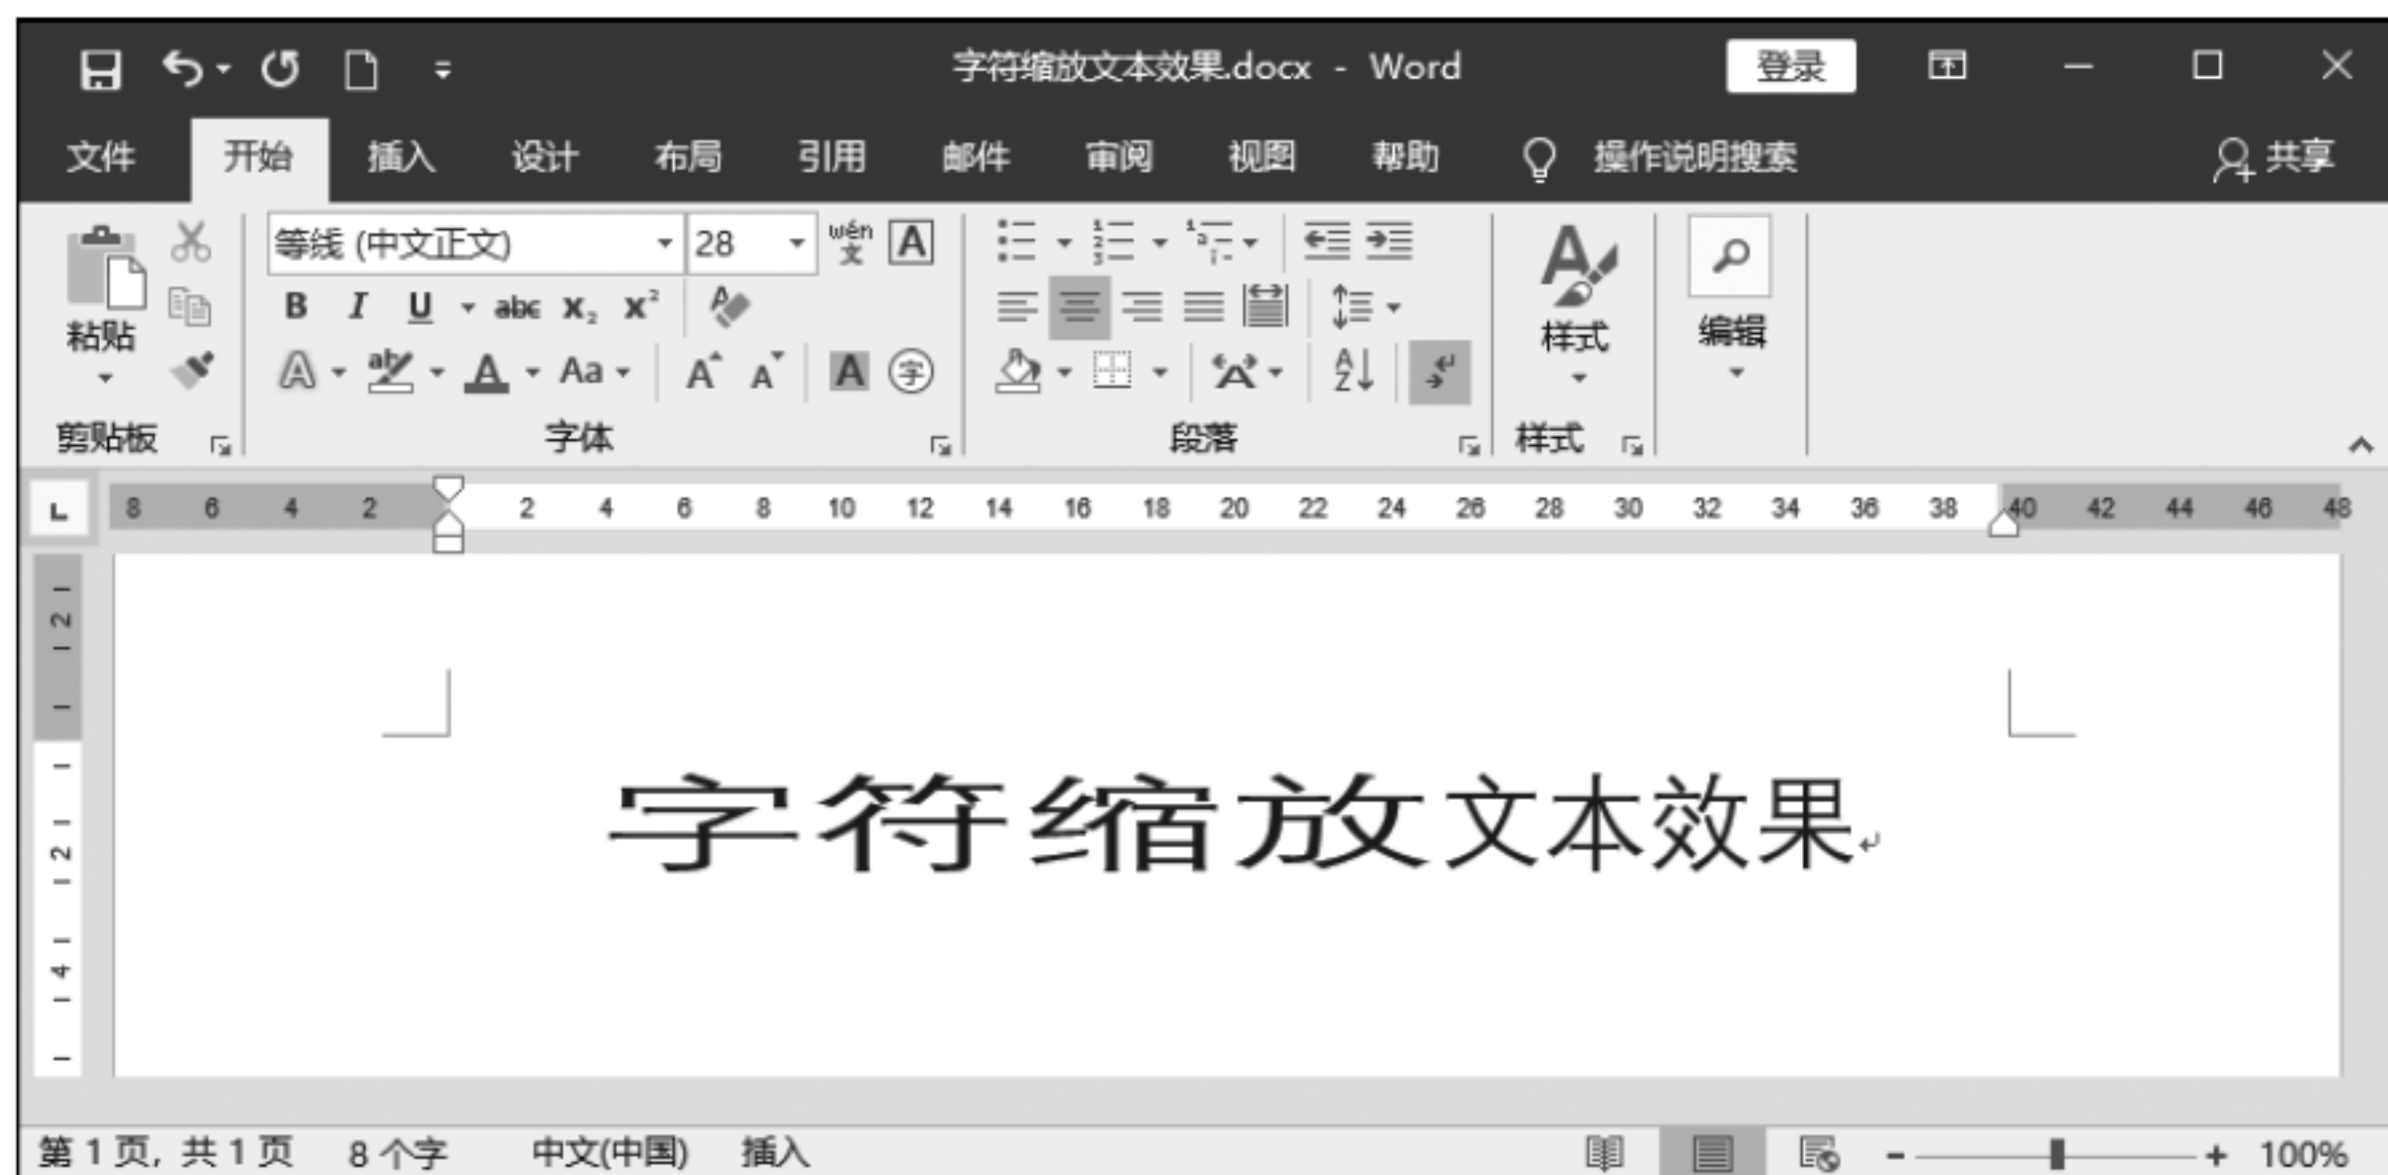 字符缩放文本效果.docx - Word
登录
文件 开始 插入 设计 布局 引用 邮件 审阅 视图 帮助 操作说明搜索 共享
等线 (中文正文) 28 wén 文 A
B I U abc X₂ X²
粘贴 样式 编辑
A aby A Aa A A A 字 A A Z
剪贴板 字体 段落 样式
L 8 6 4 2 2 4 6 8 10 12 14 16 18 20 22 24 26 28 30 32 34 36 38 40 42 44 46 48
2
字符缩放文本效果
2
4
第 1 页, 共 1 页 8 个字 中文(中国) 插入 - + 100%